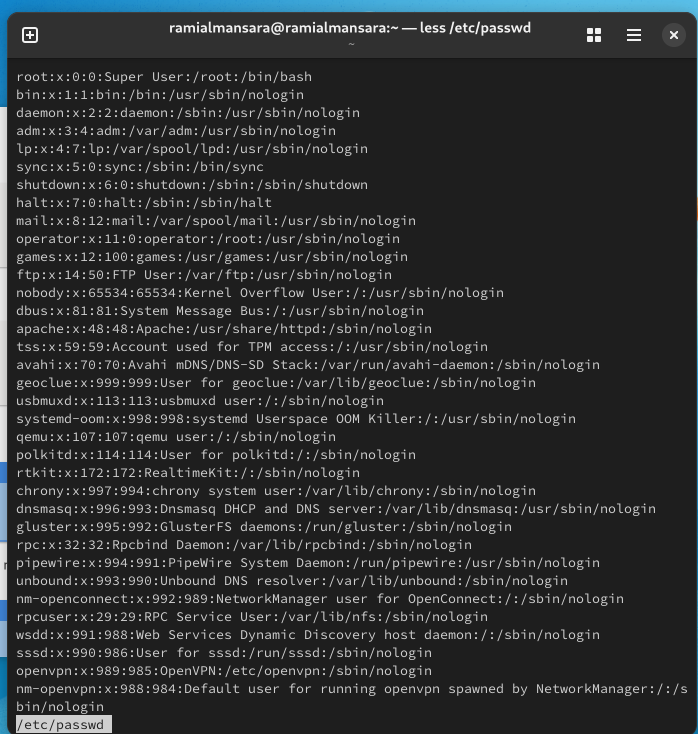 ramialmansara@ramialmansara:~ — less /etc/passwd
~
root:x:0:0:Super User:/root:/bin/bash
bin:x:1:1:bin:/bin:/usr/sbin/nologin
daemon:x:2:2:daemon:/sbin:/usr/sbin/nologin
adm:x:3:4:adm:/var/adm:/usr/sbin/nologin
lp:x:4:7:lp:/var/spool/lpd:/usr/sbin/nologin
sync:x:5:0:sync:/sbin:/bin/sync
shutdown:x:6:0:shutdown:/sbin:/sbin/shutdown
halt:x:7:0:halt:/sbin:/sbin/halt
mail:x:8:12:mail:/var/spool/mail:/usr/sbin/nologin
operator:x:11:0:operator:/root:/usr/sbin/nologin
games:x:12:100:games:/usr/games:/usr/sbin/nologin
ftp:x:14:50:FTP User:/var/ftp:/usr/sbin/nologin
nobody:x:65534:65534:Kernel Overflow User:/:/usr/sbin/nologin
dbus:x:81:81:System Message Bus:/:/usr/sbin/nologin
apache:x:48:48:Apache:/usr/share/httpd:/sbin/nologin
tss:x:59:59:Account used for TPM access:/:/usr/sbin/nologin
avahi:x:70:70:Avahi mDNS/DNS-SD Stack:/var/run/avahi-daemon:/sbin/nologin
geoclue:x:999:999:User for geoclue:/var/lib/geoclue:/sbin/nologin
usbmuxd:x:113:113:usbmuxd user:/:/sbin/nologin
systemd-oom:x:998:998:systemd Userspace OOM Killer:/:/usr/sbin/nologin
qemu:x:107:107:qemu user:/:/sbin/nologin
polkitd:x:114:114:User for polkitd:/:/sbin/nologin
rtkit:x:172:172:RealtimeKit:/:/sbin/nologin
chrony:x:997:994:chrony system user:/var/lib/chrony:/sbin/nologin
dnsmasq:x:996:993:Dnsmasq DHCP and DNS server:/var/lib/dnsmasq:/usr/sbin/nologin
gluster:x:995:992:GlusterFS daemons:/run/gluster:/sbin/nologin
rpc:x:32:32:Rpcbind Daemon:/var/lib/rpcbind:/sbin/nologin
pipewire:x:994:991:PipeWire System Daemon:/run/pipewire:/usr/sbin/nologin
unbound:x:993:990:Unbound DNS resolver:/var/lib/unbound:/sbin/nologin
nm-openconnect:x:992:989:NetworkManager user for OpenConnect:/:/sbin/nologin
rpcuser:x:29:29:RPC Service User:/var/lib/nfs:/sbin/nologin
wsdd:x:991:988:Web Services Dynamic Discovery host daemon:/:/sbin/nologin
sssd:x:990:986:User for sssd:/run/sssd:/sbin/nologin
openvpn:x:989:985:OpenVPN:/etc/openvpn:/sbin/nologin
nm-openvpn:x:988:984:Default user for running openvpn spawned by NetworkManager:/:/s
bin/nologin
/etc/passwd